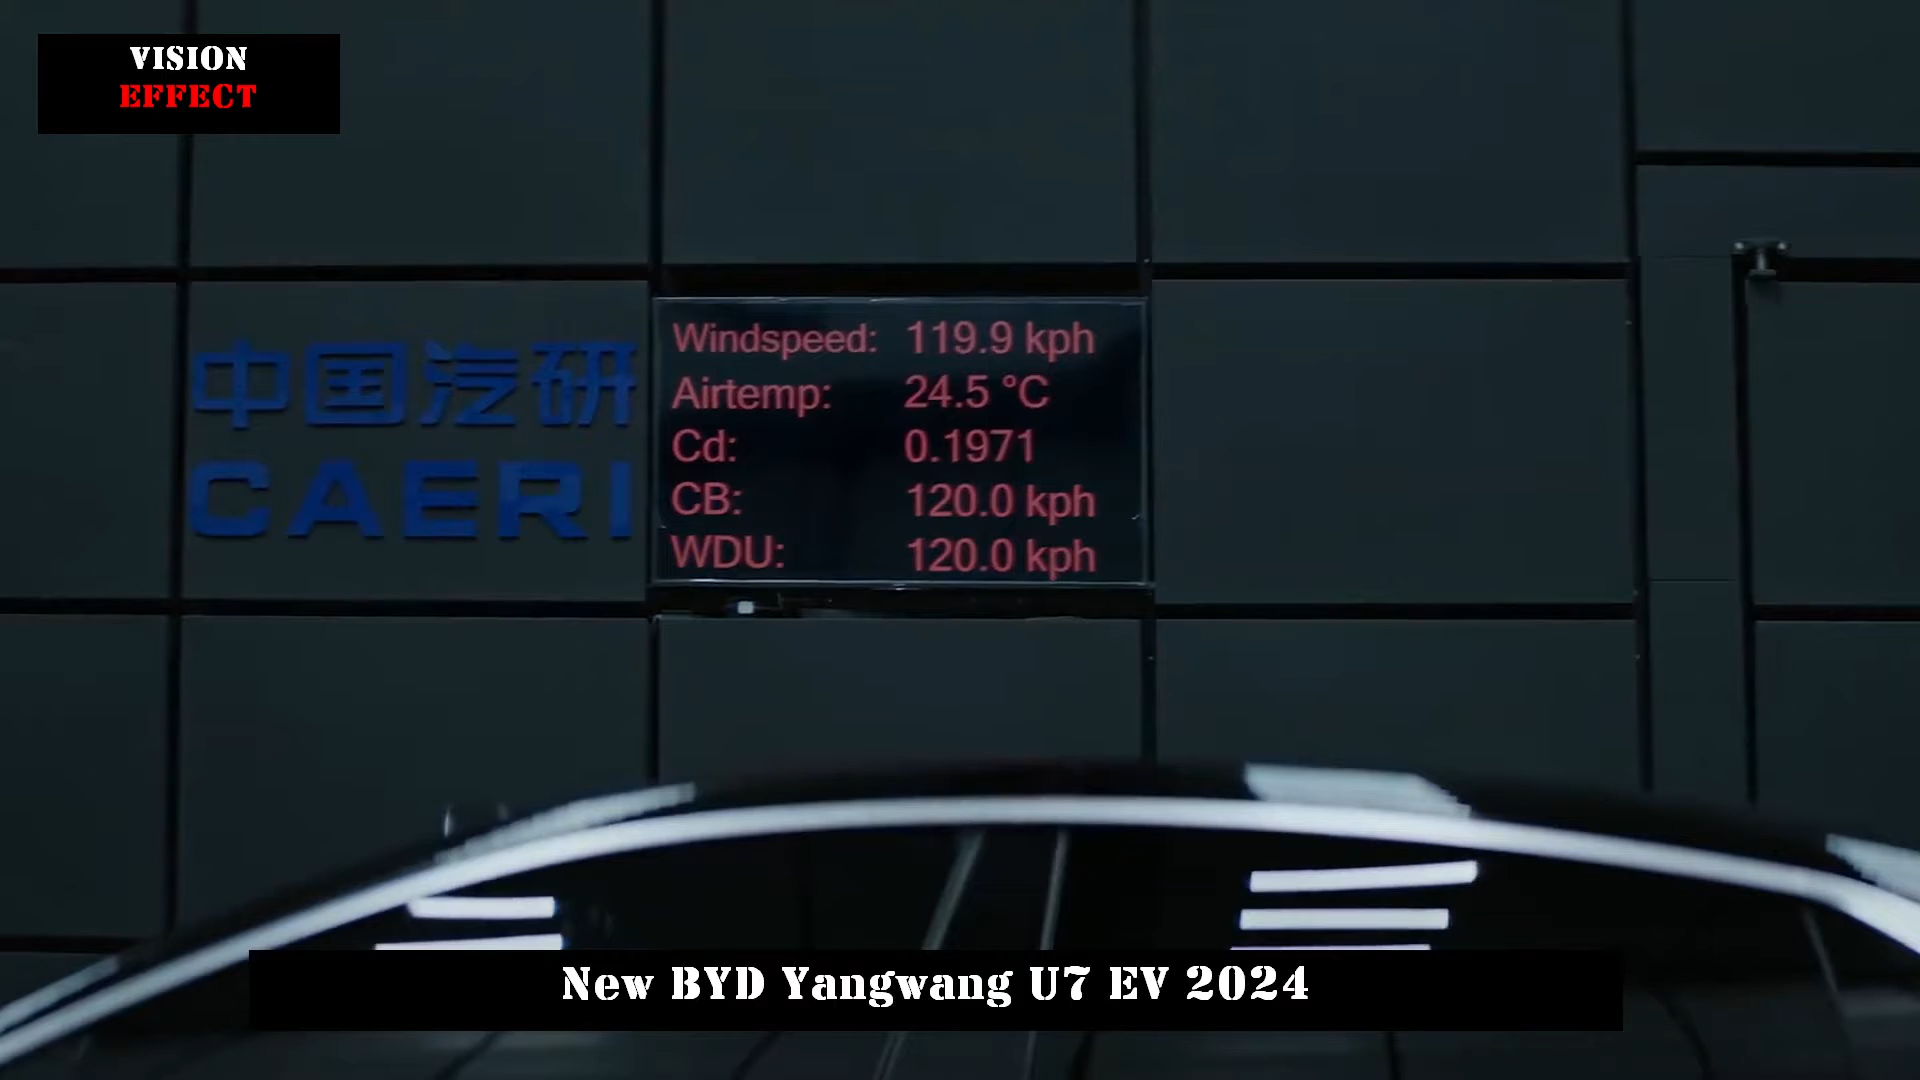 VISION
EFFECT
中国汽研
CAERI
Windspeed: 119.9 kph
Airtemp: 24.5 °C
Cd: 0.1971
CB: 120.0 kph
WDU: 120.0 kph
New BYD Yangwang U7 EV 2024